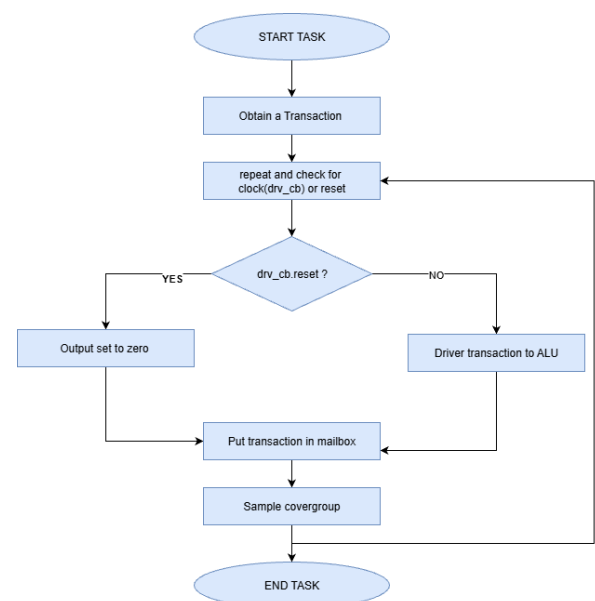 START TASK
Obtain a Transaction
repeat and check for
clock(drv_cb) or reset
drv_cb.reset ?
YES
NO
Output set to zero
Driver transaction to ALU
Put transaction in mailbox
Sample covergroup
END TASK